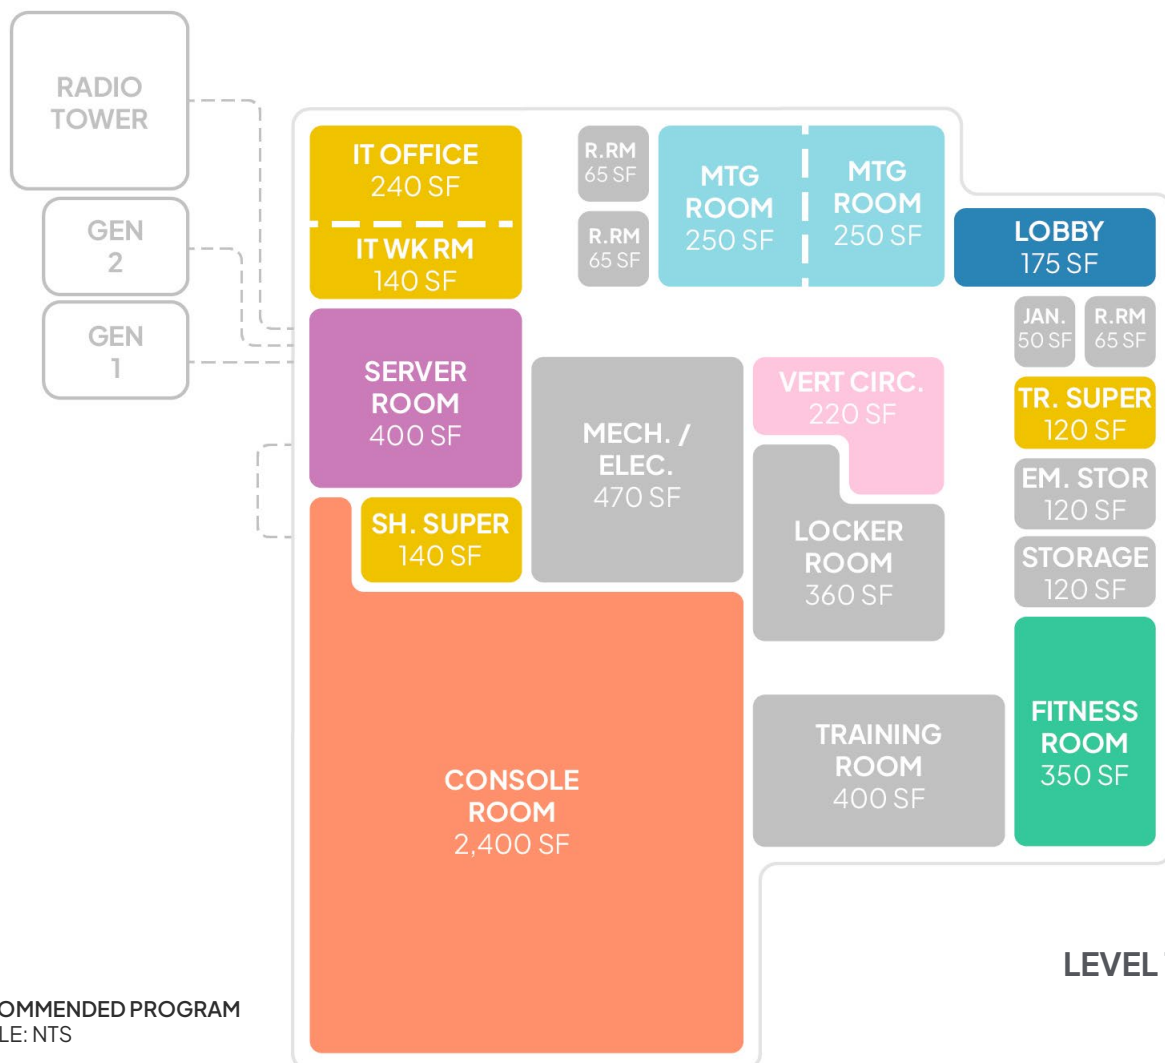 RADIO
TOWER
GEN
2
GEN
1
IT OFFICE
240 SF
IT WK RM
140 SF
R.RM
65 SF
R.RM
65 SF
MTG
ROOM
250 SF
MTG
ROOM
250 SF
LOBBY
175 SF
JAN.
50 SF
R.RM
65 SF
SERVER
ROOM
400 SF
MECH. /
ELEC.
470 SF
VERT CIRC.
220 SF
TR. SUPER
120 SF
EM. STOR
120 SF
SH. SUPER
140 SF
LOCKER
ROOM
360 SF
STORAGE
120 SF
FITNESS
ROOM
350 SF
TRAINING
ROOM
400 SF
CONSOLE
ROOM
2,400 SF
LEVEL
OMMENDED PROGRAM
LE: NTS